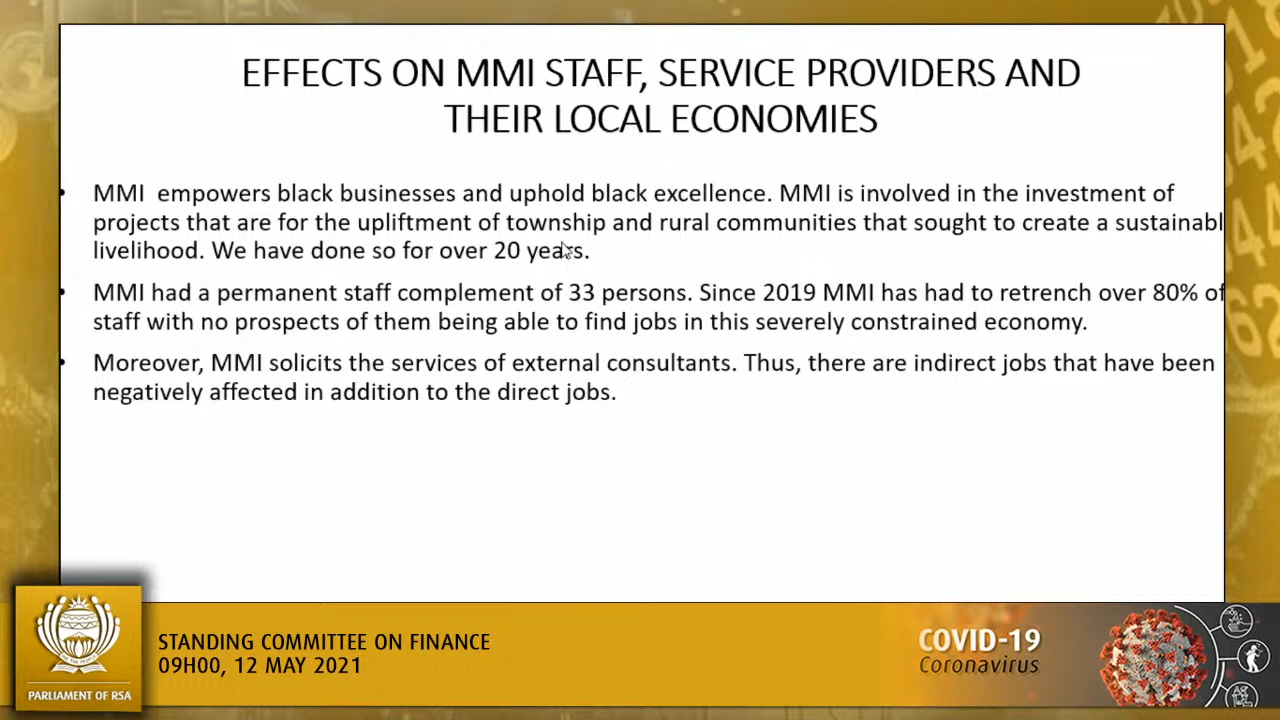 EFFECTS ON MMI STAFF, SERVICE PROVIDERS AND
THEIR LOCAL ECONOMIES
• MMI empowers black businesses and uphold black excellence. MMI is involved in the investment of
projects that are for the upliftment of township and rural communities that sought to create a sustainabl
livelihood. We have done so for over 20 years.
• MMI had a permanent staff complement of 33 persons. Since 2019 MMI has had to retrench over 80% of
staff with no prospects of them being able to find jobs in this severely constrained economy.
• Moreover, MMI solicits the services of external consultants. Thus, there are indirect jobs that have been
negatively affected in addition to the direct jobs.
STANDING COMMITTEE ON FINANCE
09H00, 12 MAY 2021
PARLIAMENT OF RSA
COVID-19
Coronavirus